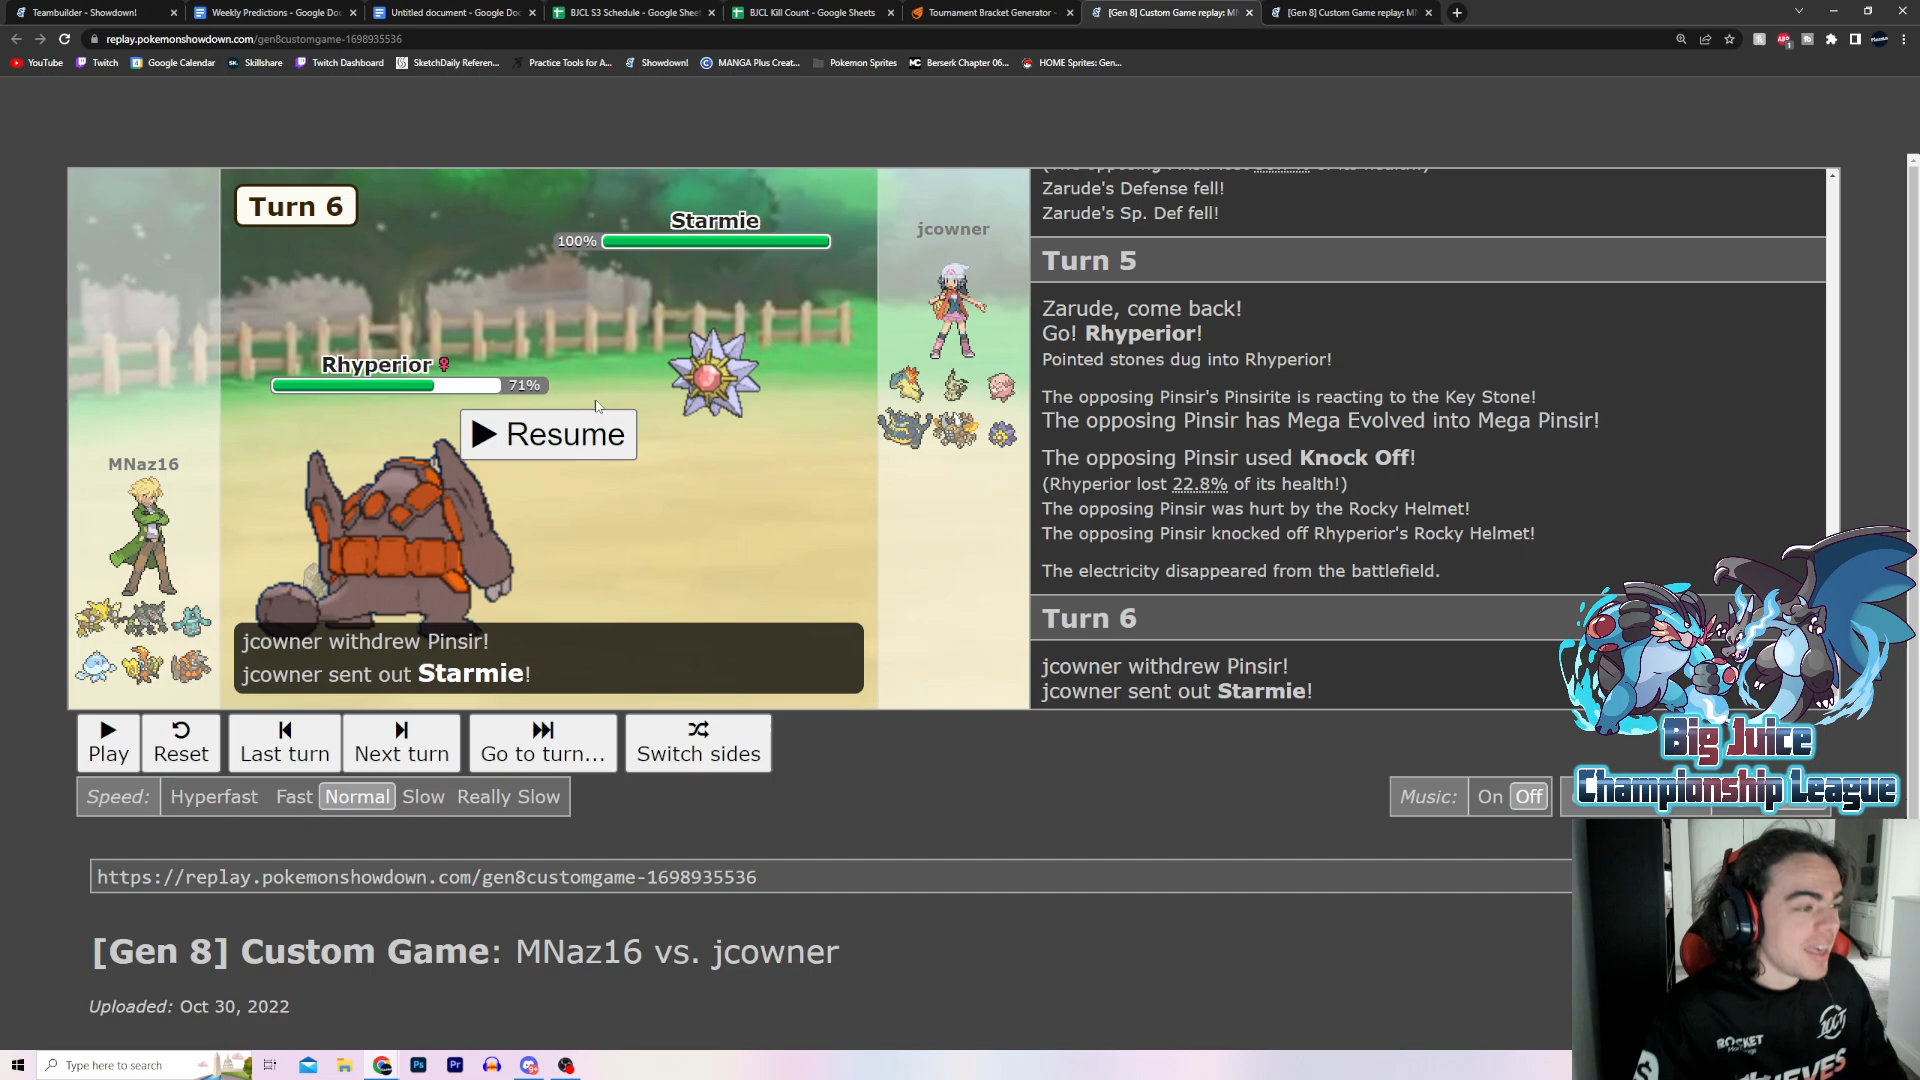 Teambuilder - Showdown!
Weekly Predictions - Google Doc
Untitled document - Google Doc
BJCL S3 Schedule - Google Sheet
BJCL Kill Count - Google Sheets
Tournament Bracket Generator -
[Gen 8] Custom Game replay: MN
[Gen 8] Custom Game replay: MN
replay.pokemonshowdown.com/gen8customgame-1698935536
YouTube
Twitch
Google Calendar
Skillshare
Twitch Dashboard
SketchDaily Referen...
Practice Tools for A...
Showdown!
MANGA Plus Creat...
Pokemon Sprites
Berserk Chapter 06...
HOME Sprites: Gen...
Turn 6
Starmie
100%
Rhyperior
71%
Resume
jcowner
MNaz16
jcowner withdrew Pinsir!
jcowner sent out Starmie!
Zarude's Defense fell!
Zarude's Sp. Def fell!
Turn 5
Zarude, come back!
Go! Rhyperior!
Pointed stones dug into Rhyperior!
The opposing Pinsir's Pinsirite is reacting to the Key Stone!
The opposing Pinsir has Mega Evolved into Mega Pinsir!
The opposing Pinsir used Knock Off!
(Rhyperior lost 22.8% of its health!)
The opposing Pinsir was hurt by the Rocky Helmet!
The opposing Pinsir knocked off Rhyperior's Rocky Helmet!
The electricity disappeared from the battlefield.
Turn 6
jcowner withdrew Pinsir!
jcowner sent out Starmie!
Play
Reset
Last turn
Next turn
Go to turn...
Switch sides
Speed: Hyperfast Fast Normal Slow Really Slow
Music: On Off
Big Juice
Championship League
https://replay.pokemonshowdown.com/gen8customgame-1698935536
[Gen 8] Custom Game: MNaz16 vs. jcowner
Uploaded: Oct 30, 2022
ROCKET
Type here to search